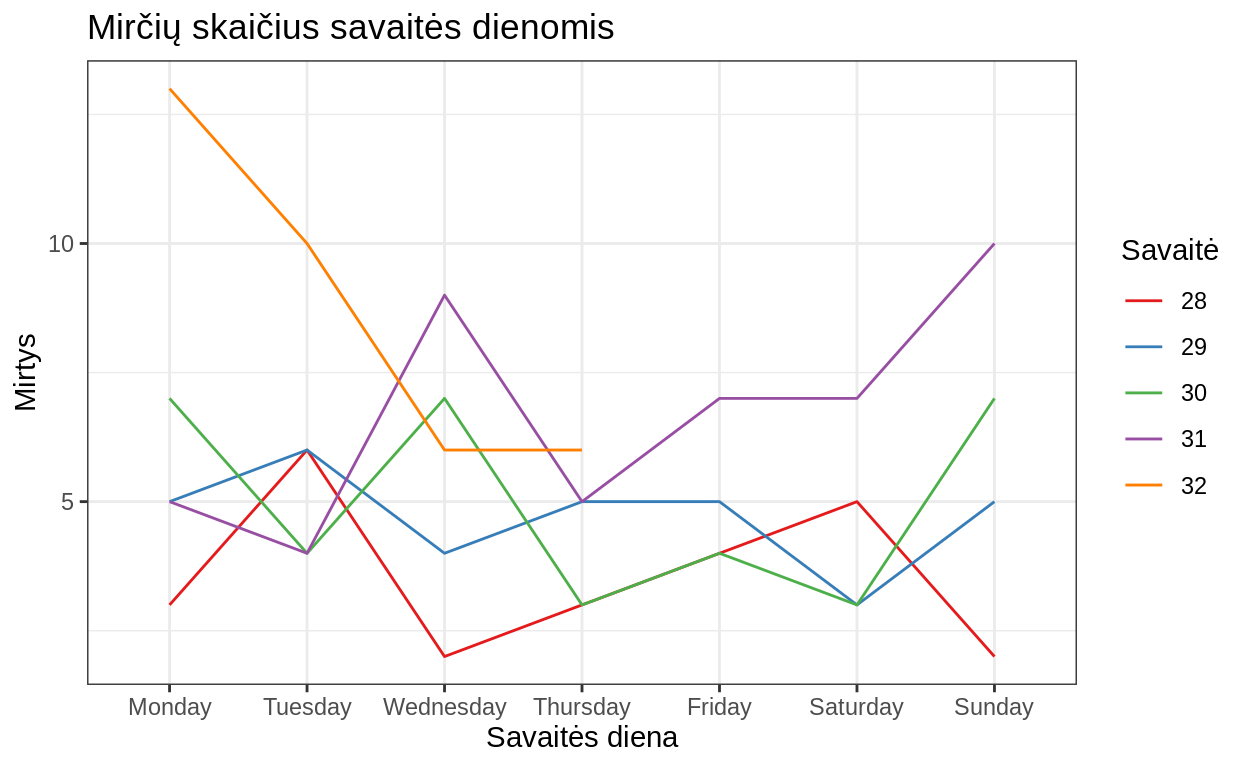 Mirčių skaičius savaitės dienomis
Mirtys
10
5
Monday Tuesday Wednesday Thursday Friday Saturday Sunday
Savaitės diena
Savaitė
28
29
30
31
32